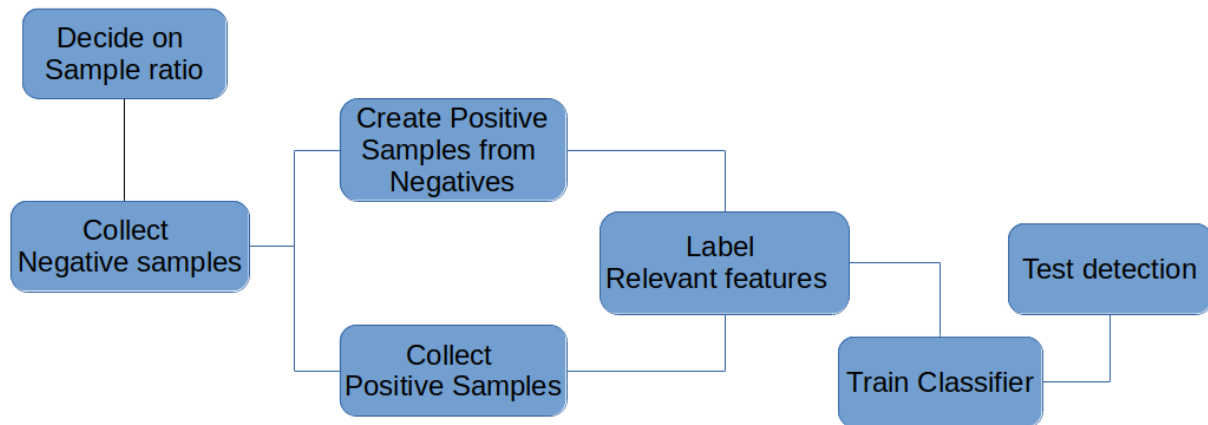 Decide on
Sample ratio
Collect
Negative samples
Create Positive
Samples from
Negatives
Collect
Positive Samples
Label
Relevant features
Train Classifier
Test detection